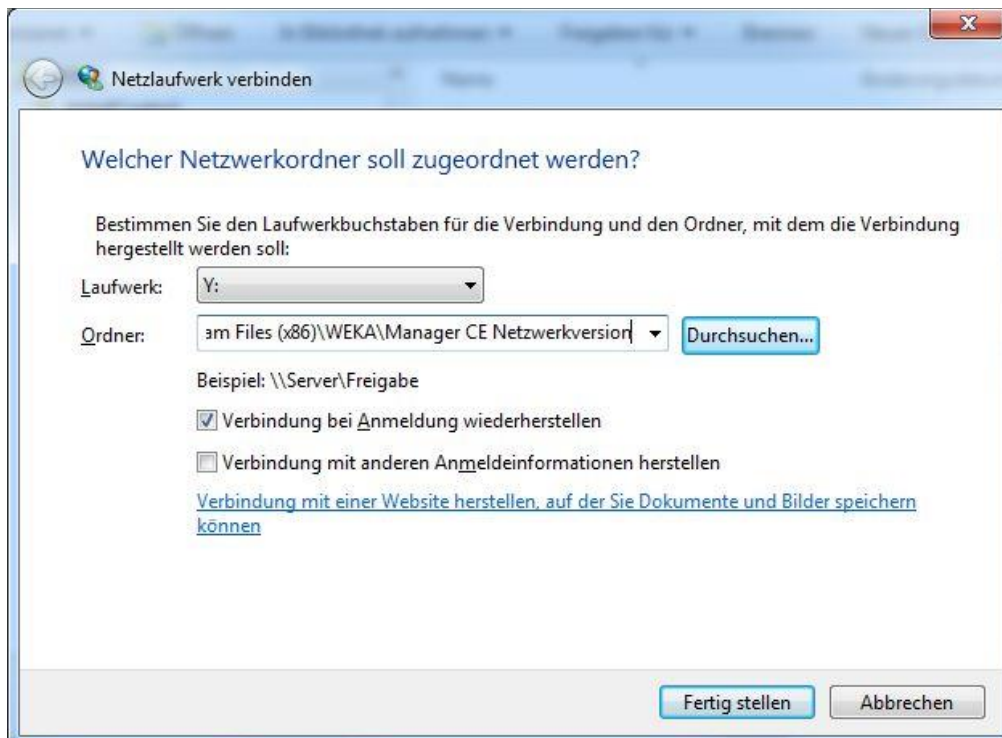 Netzlaufwerk verbinden
Welcher Netzwerkordner soll zugeordnet werden?
Bestimmen Sie den Laufwerkbuchstaben für die Verbindung und den Ordner, mit dem die Verbindung
hergestellt werden soll:
Laufwerk: Y:
Ordner: am Files (x86)\WEKA\Manager CE Netzwerkversion Durchsuchen...
Beispiel: \\Server\Freigabe
Verbindung bei Anmeldung wiederherstellen
Verbindung mit anderen Anmeldeinformationen herstellen
Verbindung mit einer Website herstellen, auf der Sie Dokumente und Bilder speichern
können
Fertig stellen Abbrechen